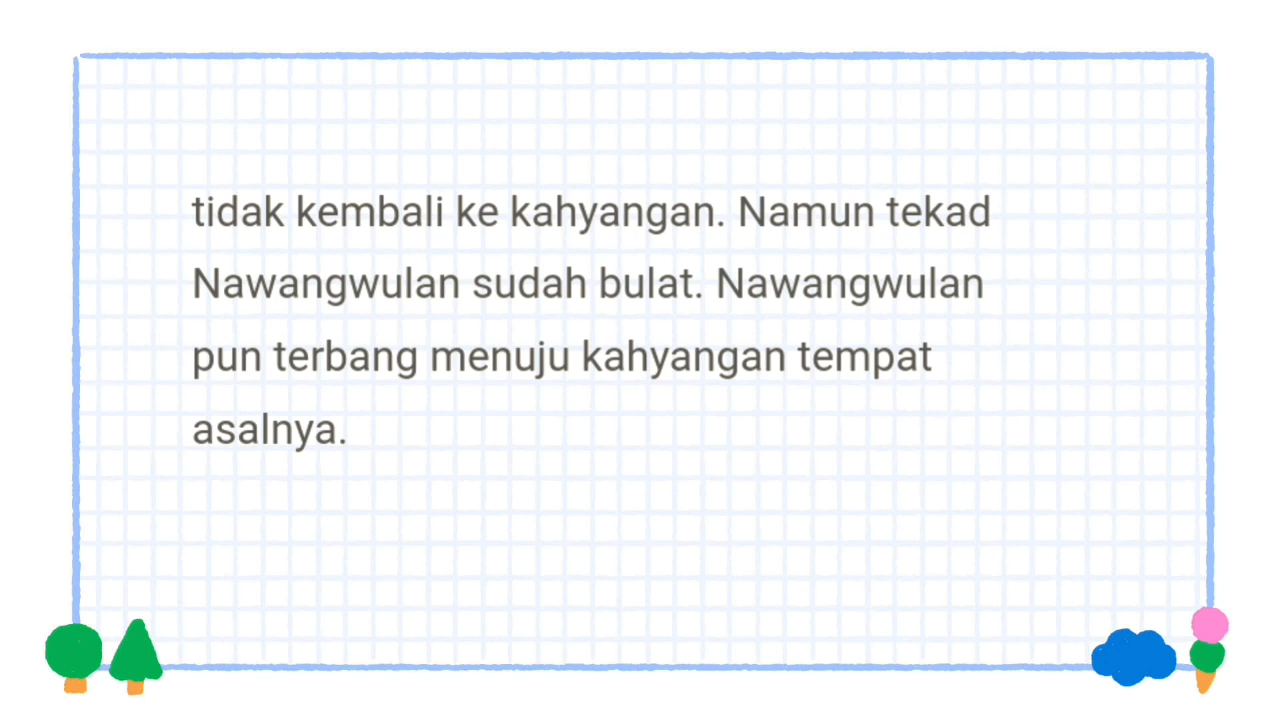 tidak kembali ke kahyangan. Namun tekad
Nawangwulan sudah bulat. Nawangwulan
pun terbang menuju kahyangan tempat
asalnya.